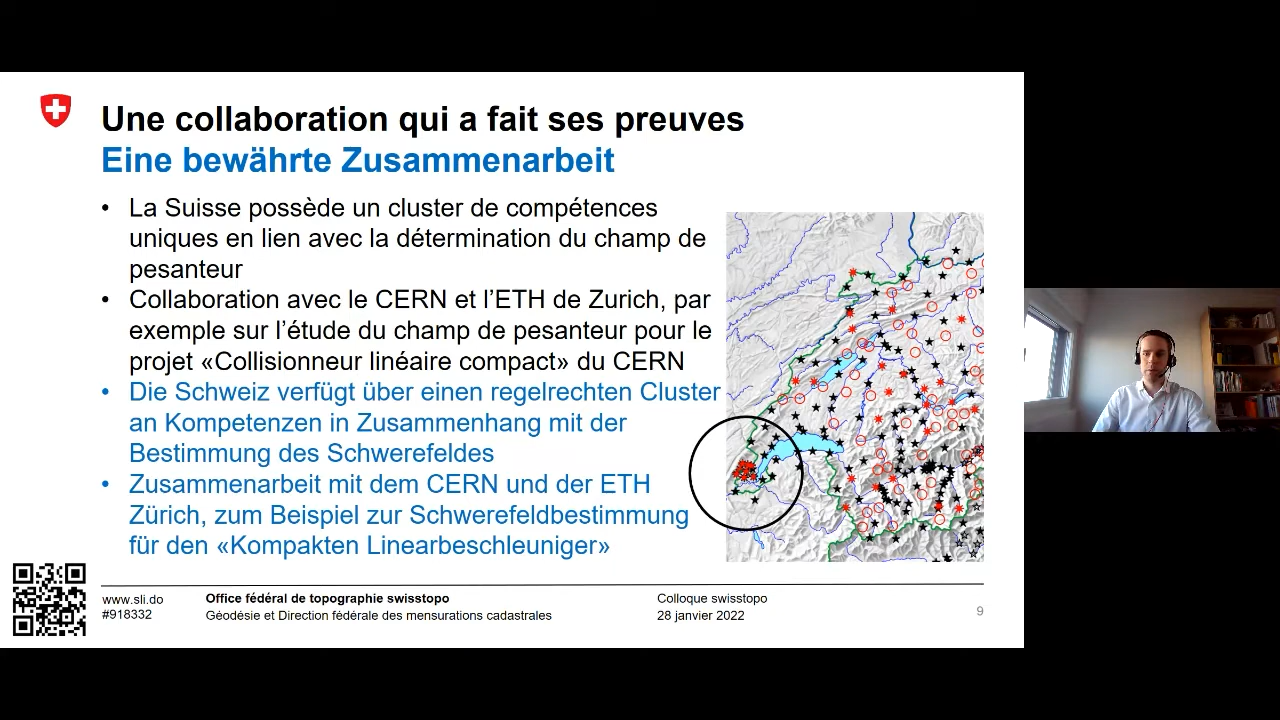 Une collaboration qui a fait ses preuves
Eine bewährte Zusammenarbeit
• La Suisse possède un cluster de compétences
uniques en lien avec la détermination du champ de
pesanteur
• Collaboration avec le CERN et l’ETH de Zurich, par
exemple sur l’étude du champ de pesanteur pour le
projet «Collisionneur linéaire compact» du CERN
• Die Schweiz verfügt über einen regelrechten Cluster
an Kompetenzen in Zusammenhang mit der
Bestimmung des Schwerefeldes
• Zusammenarbeit mit dem CERN und der ETH
Zürich, zum Beispiel zur Schwerefeldbestimmung
für den «Kompakten Linearbeschleuniger»
www.sli.do
#918332
Office fédéral de topographie swisstopo
Géodésie et Direction fédérale des mensurations cadastrales
Colloque swisstopo
28 janvier 2022
9